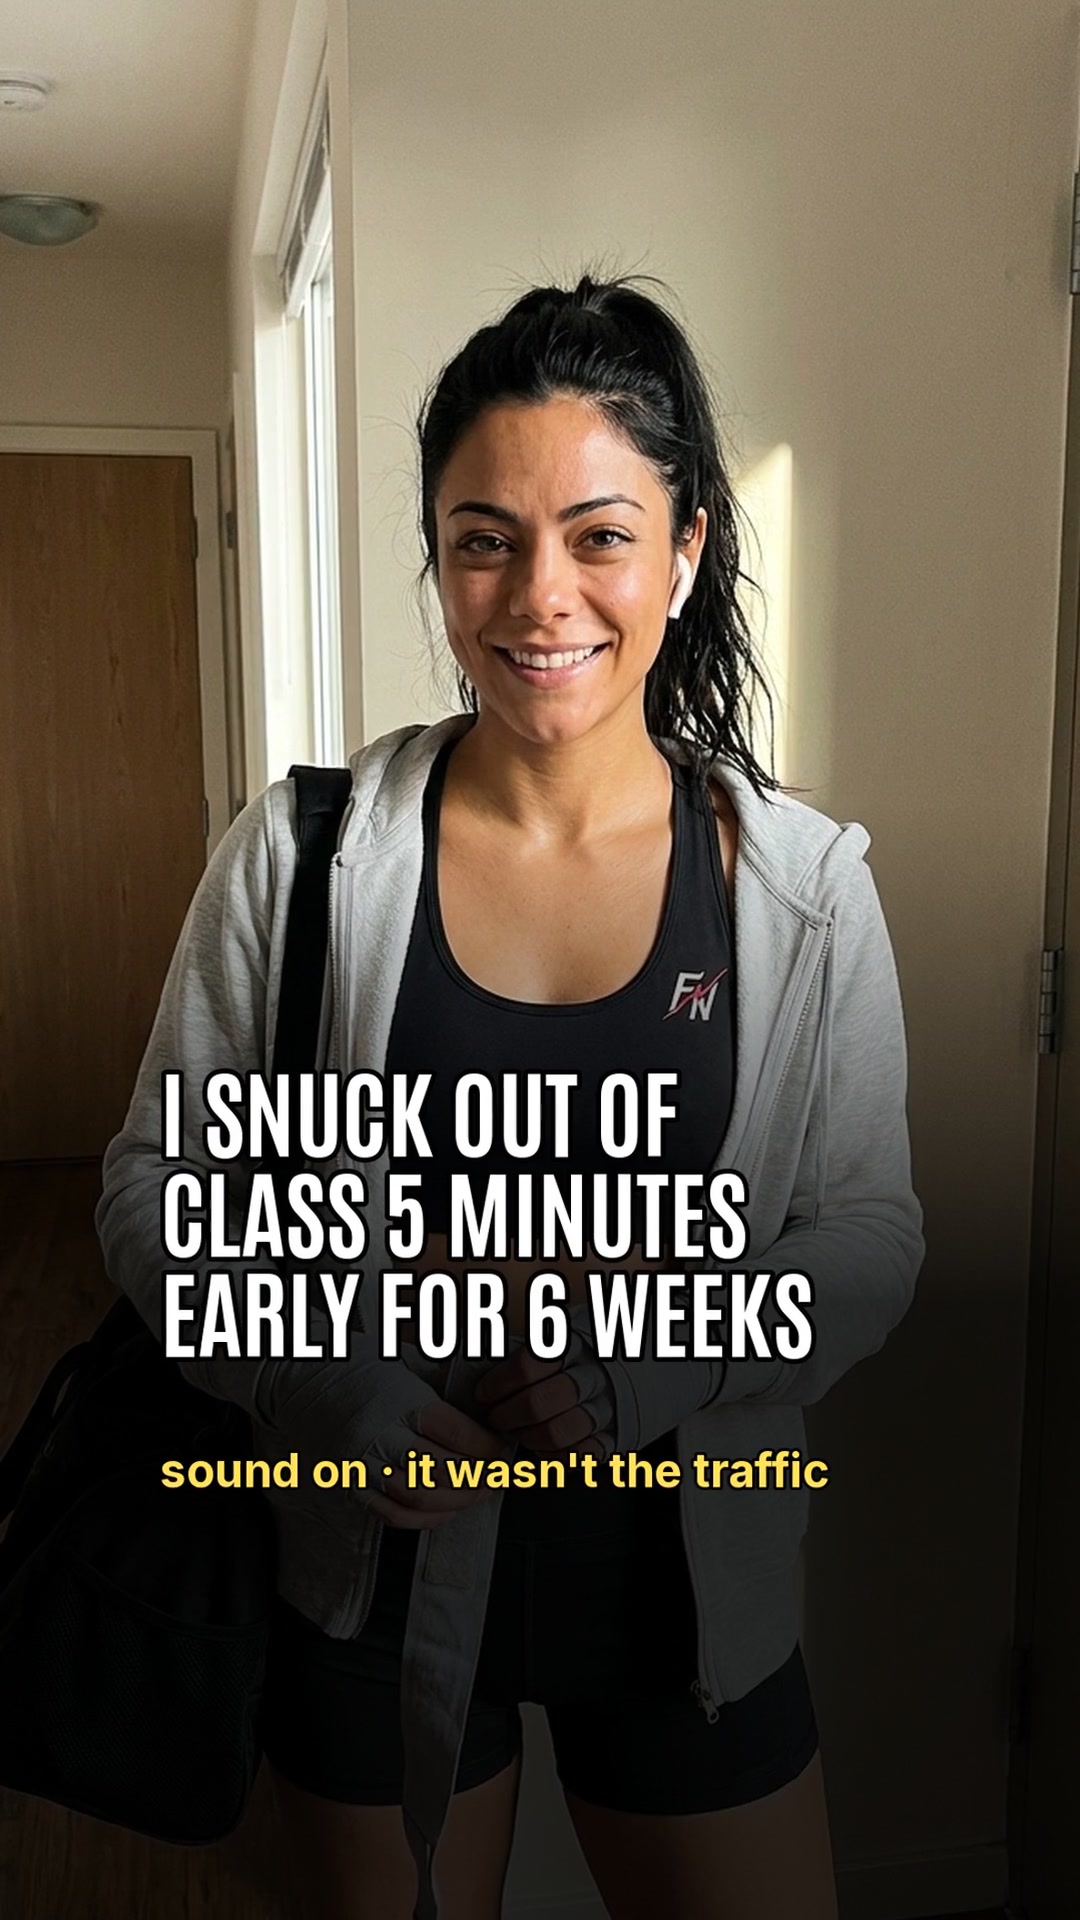 FN
I SNUCK OUT OF
CLASS 5 MINUTES
EARLY FOR 6 WEEKS
sound on · it wasn't the traffic